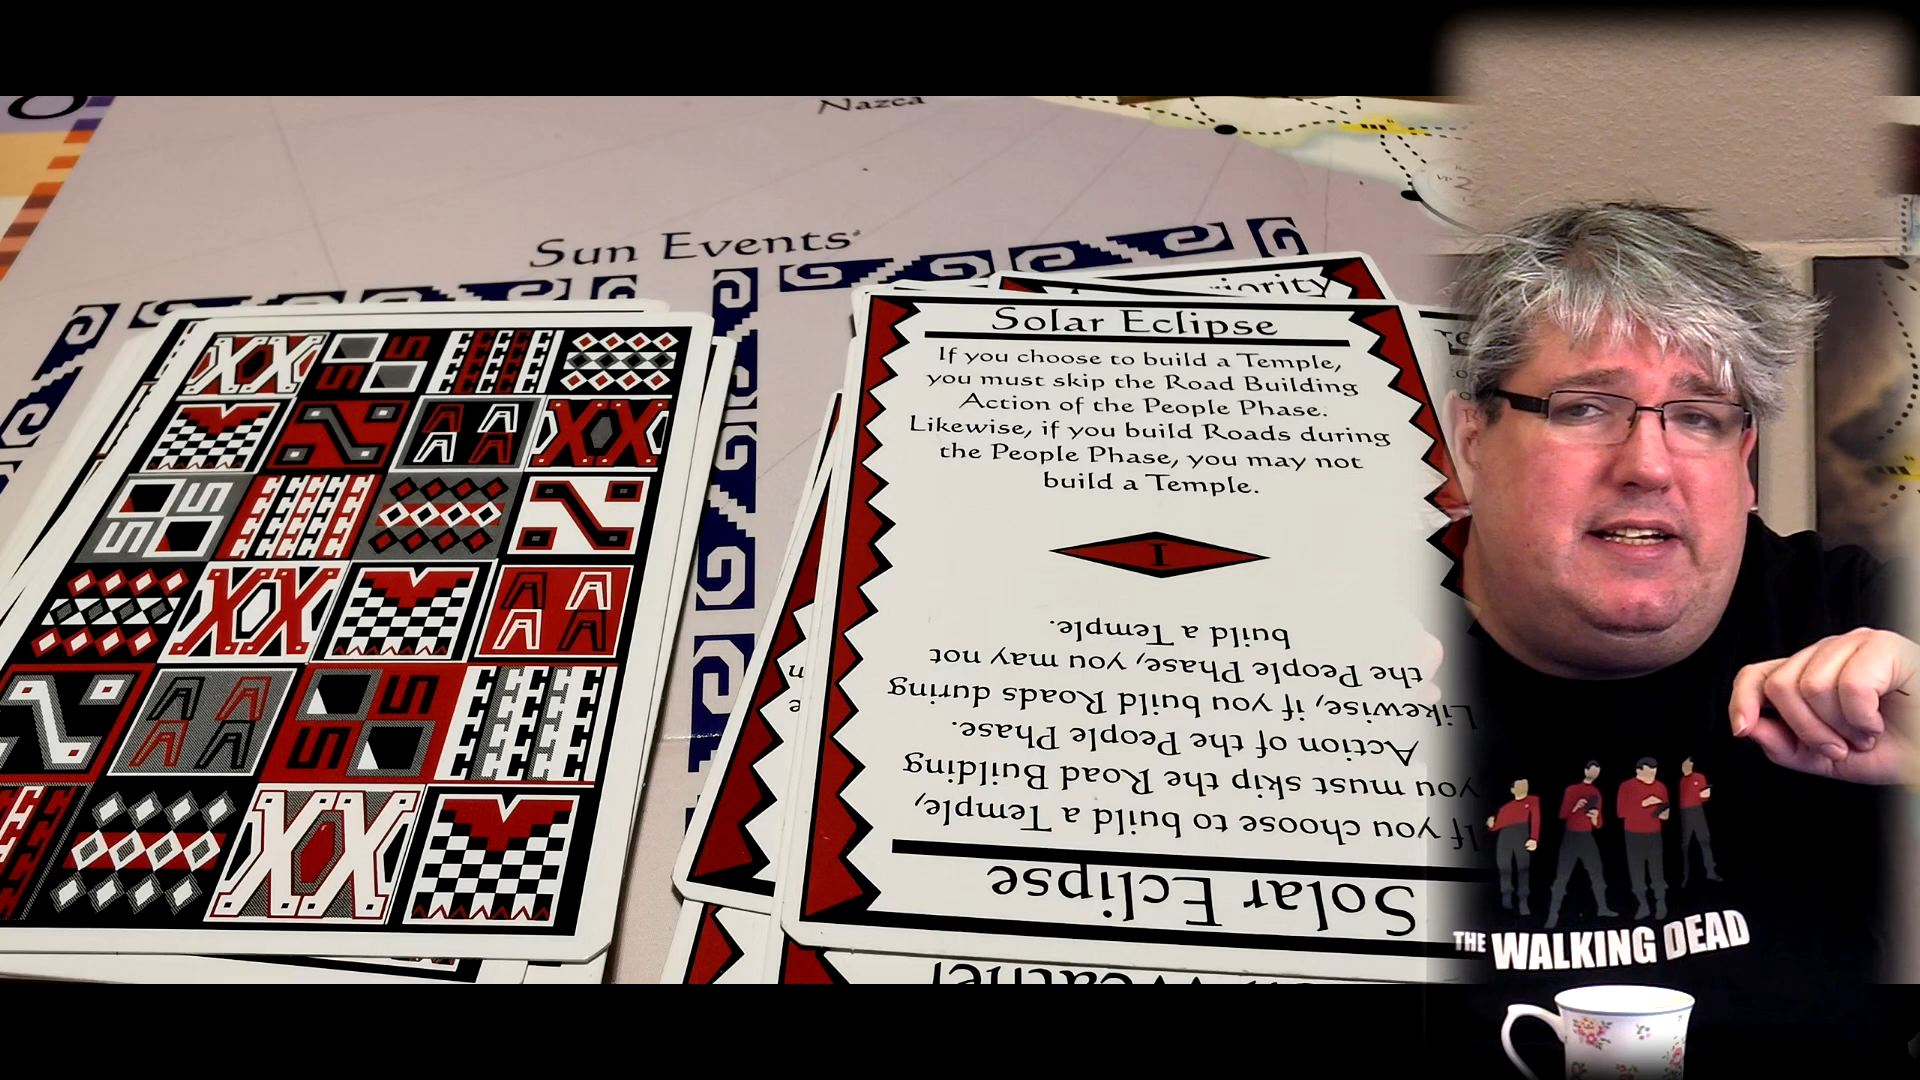 Nazca
Sun Events
Solar Eclipse
If you choose to build a Temple,
you must skip the Road Building
Action of the People Phase.
Likewise, if you build Roads during
the People Phase, you may not
build a Temple.
I
Solar Eclipse
If you choose to build a Temple,
you must skip the Road Building
Action of the People Phase.
Likewise, if you build Roads during
the People Phase, you may not
build a Temple.
THE WALKING DEAD